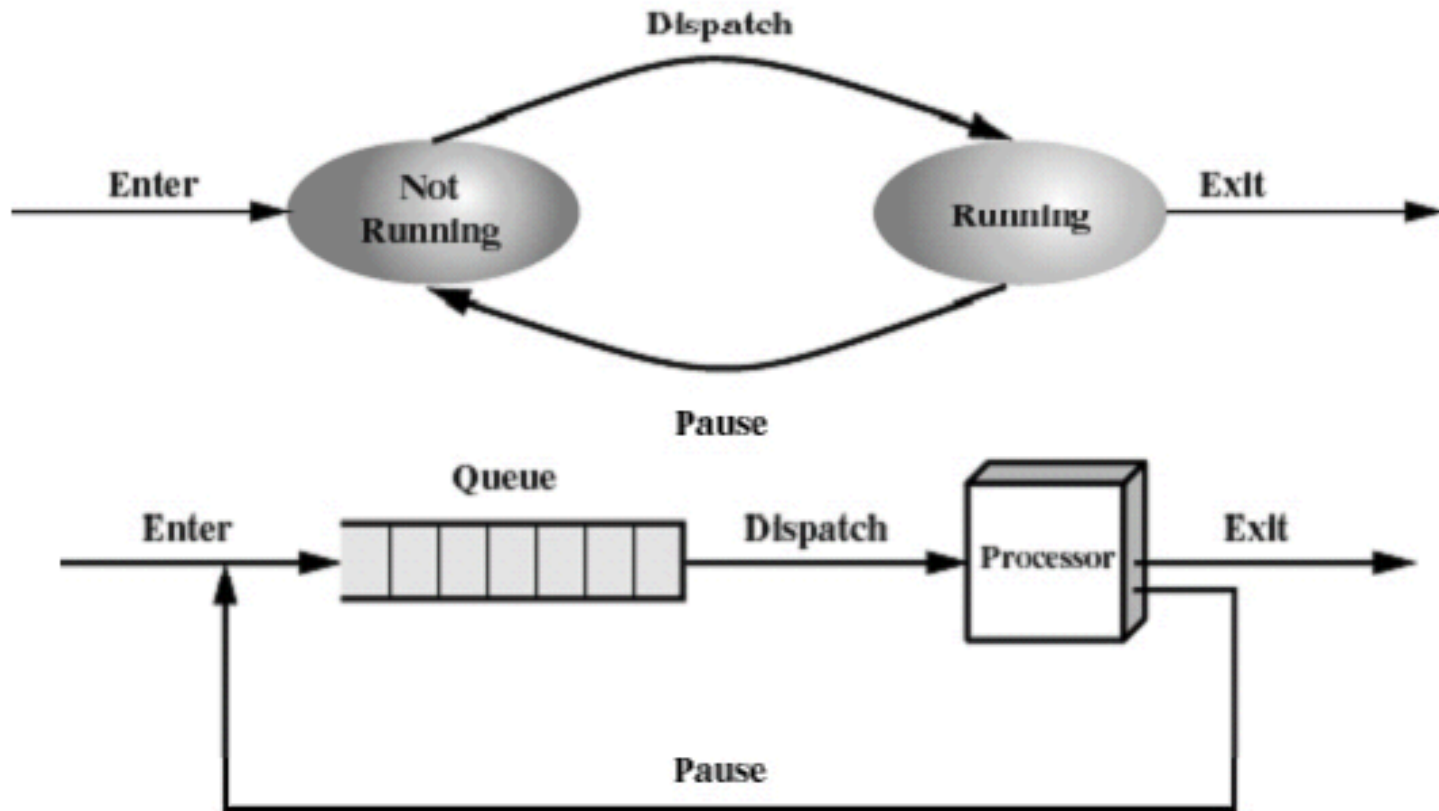 Dispatch
Enter
Not
Running
Running
Exit
Pause
Queue
Enter
Dispatch
Processor
Exit
Pause